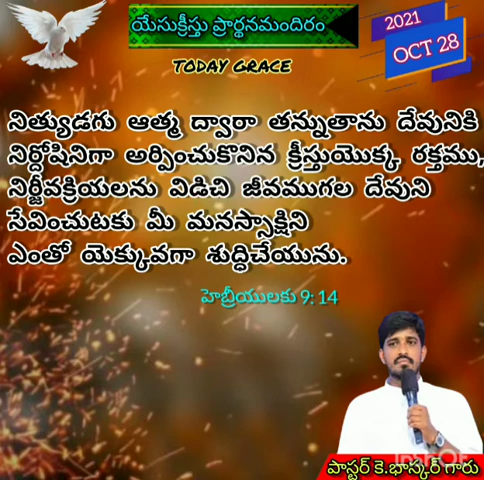 యేసుక్రీస్తు ప్రార్థనమందిరం
2021
OCT 28
TODAY GRACE
నిత్యుడగు ఆత్మ ద్వారా తన్నుతాను దేవునికి
నిర్దోషినిగా అర్పించుకొనిన క్రీస్తుయొక్క రక్తము,
నిర్జీవక్రియలను విడిచి జీవముగల దేవుని
సేవించుటకు మీ మనస్సాక్షిని
ఎంతో యెక్కువగా శుద్ధిచేయును.
హెబ్రీయులకు 9: 14
పాస్టర్ కె.భాస్కర్ గారు